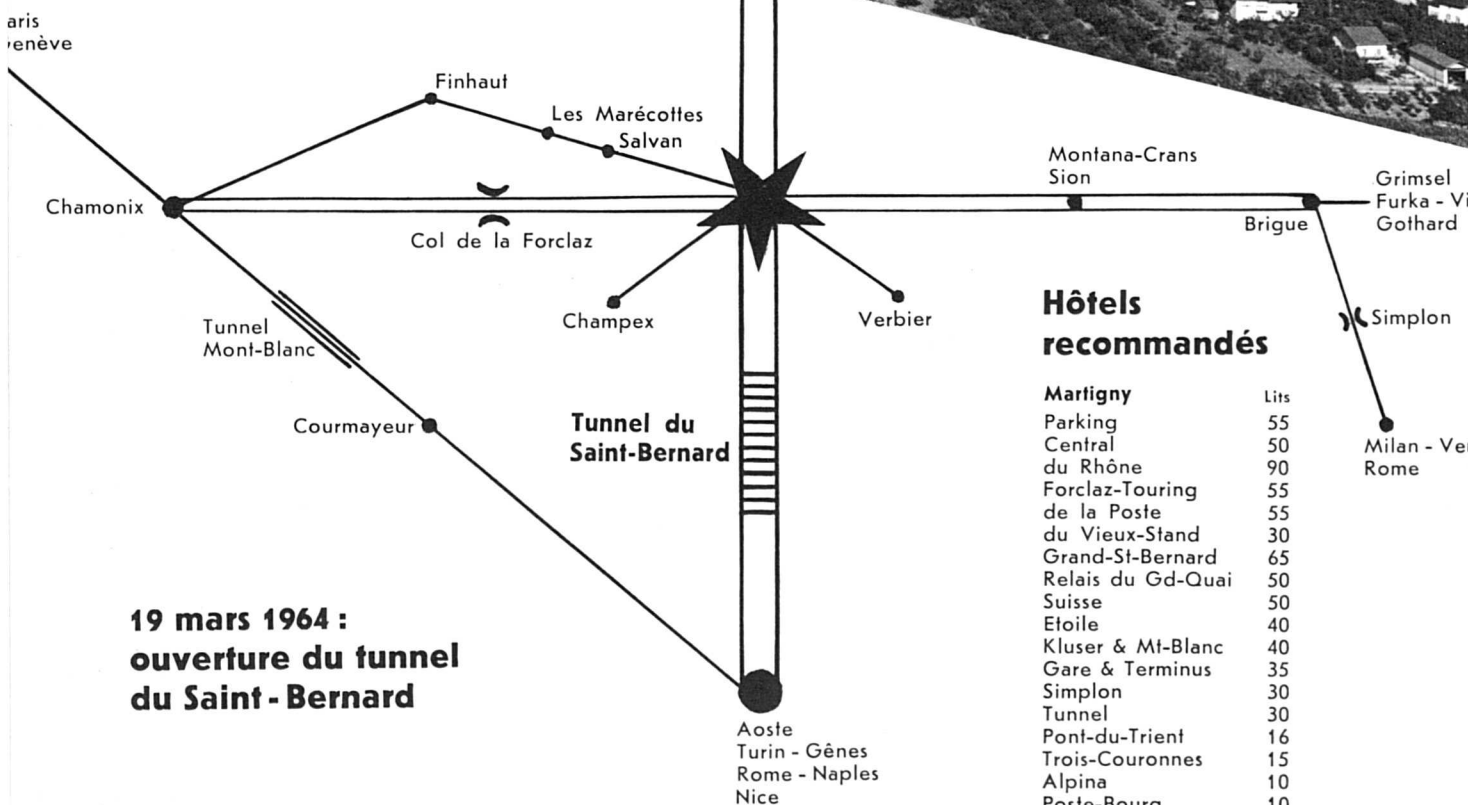 Finhaut
Les Marécottes
Salvan
Montana-Crans
Sion
Grimsel
Furka -
Gothard
Chamonix
Col de la Forclaz
Brigue
Champex
Verbier
Tunnel
Mont-Blanc
Simplon
Courmayeur
Tunnel du
Saint-Bernard
Milan -
Rome
19 mars 1964 :
ouverture du tunnel
du Saint-Bernard
Aoste
Turin - Gênes
Rome - Naples
Nice
Hôtels
recommandés
Martigny Lits
Parking 55
Central 50
du Rhône 90
Forclaz-Touring 55
de la Poste 55
du Vieux-Stand 30
Grand-St-Bernard 65
Relais du Gd-Quai 50
Suisse 50
Etoile 40
Kluser & Mt-Blanc 40
Gare & Terminus 35
Simplon 30
Tunnel 30
Pont-du-Trient 16
Trois-Couronnes 15
Alpina 10
Poste-Bourg 10